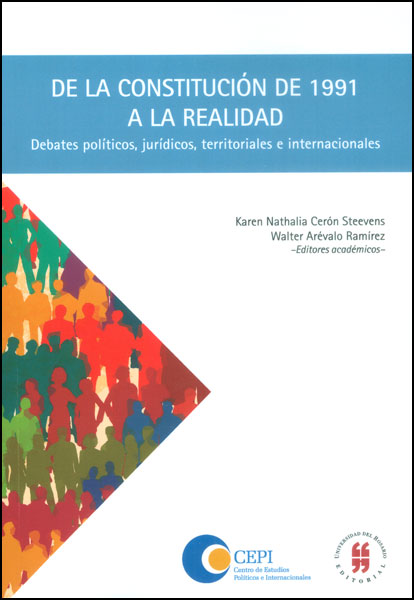 DE LA CONSTITUCIÓN DE 1991
A LA REALIDAD
Debates políticos, jurídicos, territoriales e internacionales
Karen Nathalia Cerón Steevens
Walter Arévalo Ramírez
–Editores académicos–
CEPI
Centro de Estudios
Políticos e Internacionales
UNIVERSIDAD DEL ROSARIO
EDITORIAL